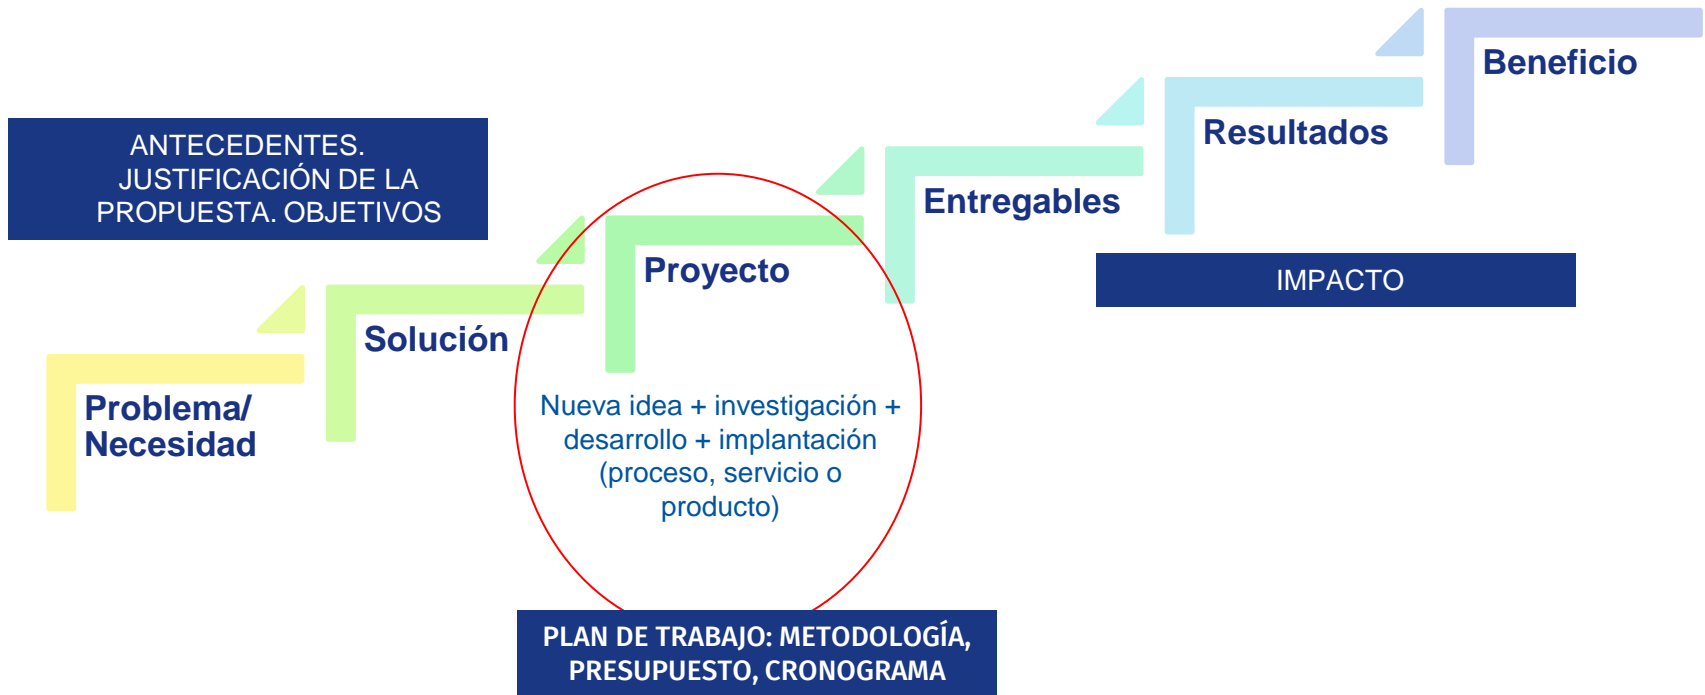 ANTECEDENTES.
JUSTIFICACIÓN DE LA
PROPUESTA. OBJETIVOS
Problema/
Necesidad
Solución
Proyecto
Nueva idea + investigación +
desarrollo + implantación
(proceso, servicio o
producto)
PLAN DE TRABAJO: METODOLOGÍA,
PRESUPUESTO, CRONOGRAMA
Entregables
Resultados
Beneficio
IMPACTO